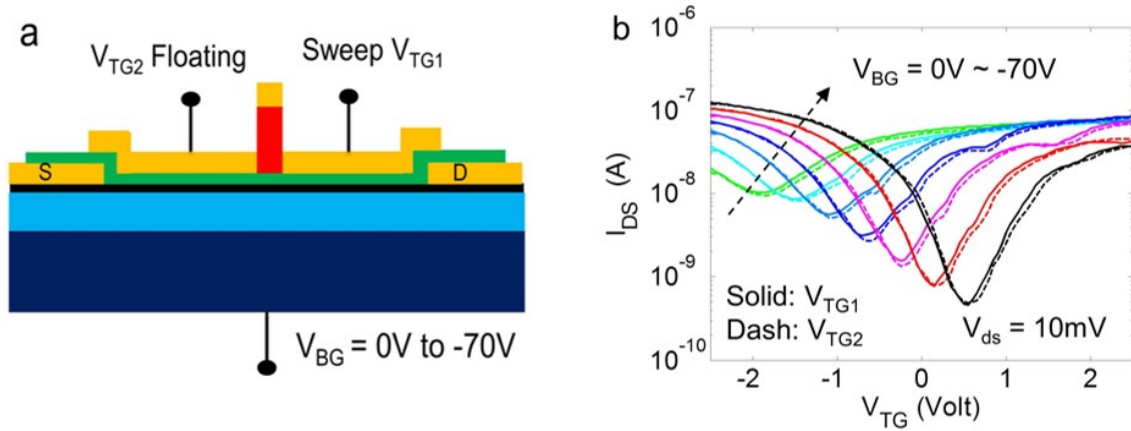 a
V_TG2 Floating
Sweep V_TG1
S
D
V_BG = 0V to -70V
b
10^-6
10^-7
10^-8
10^-9
10^-10
I_DS (A)
V_BG = 0V ~ -70V
Solid: V_TG1
Dash: V_TG2
V_ds = 10mV
-2
-1
0
1
2
V_TG (Volt)